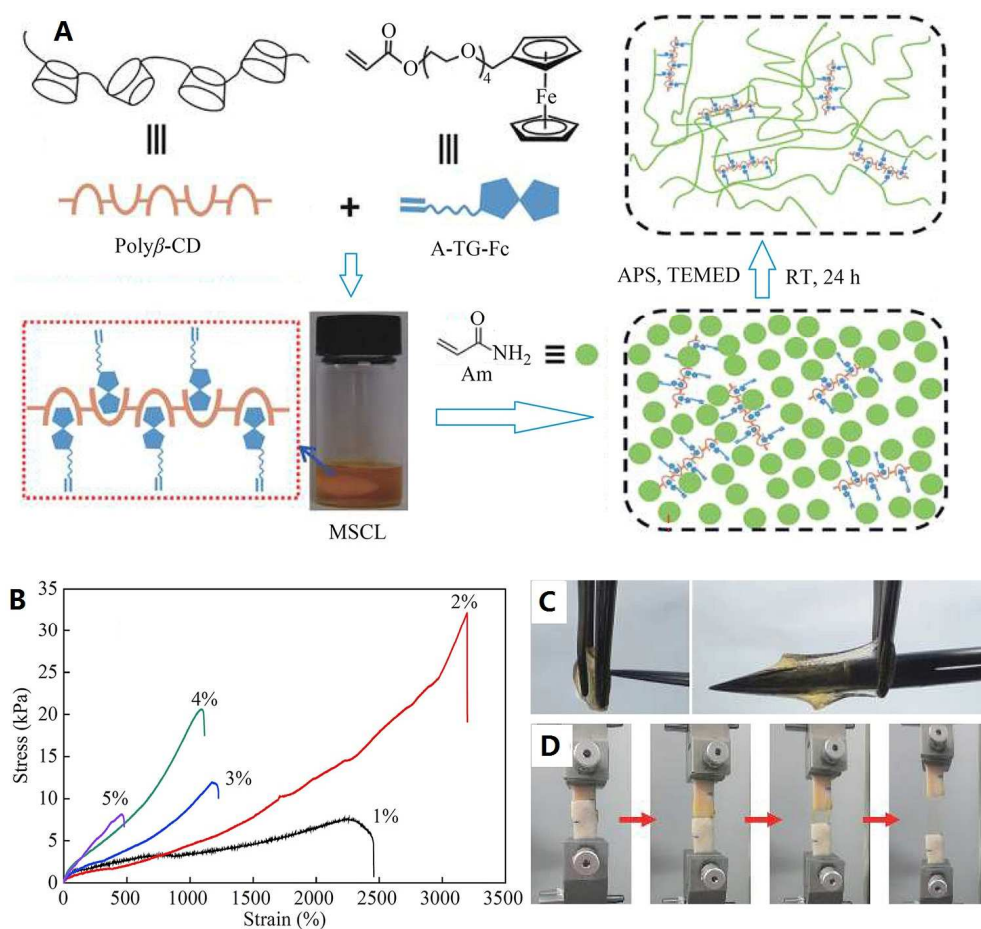 A
O
O
O
4
Fe
Polyβ-CD
+
A-TG-Fc
APS, TEMED
RT, 24 h
O
NH2
Am
MSCL
B
Stress (kPa)
35
30
25
20
15
10
5
0
0
500
1000
1500
2000
2500
3000
3500
Strain (%)
2%
4%
3%
5%
1%
C
D